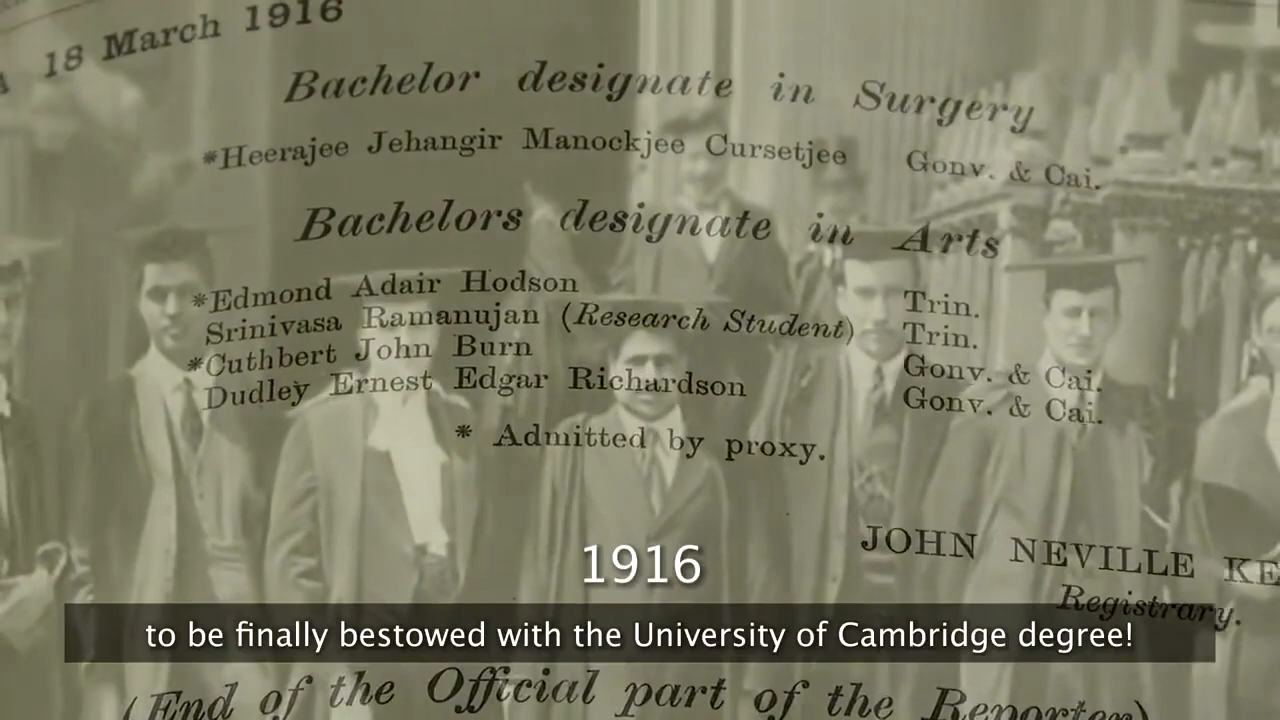 18 March 1916
Bachelor designate in Surgery
*Heerajee Jehangir Manockjee Cursetjee Gonv. & Cai.
Bachelors designate in Arts
*Edmond Adair Hodson Trin.
Srinivasa Ramanujan (Research Student) Trin.
*Cuthbert John Burn Gonv. & Cai.
Dudley Ernest Edgar Richardson Gonv. & Cai.
* Admitted by proxy.
JOHN NEVILLE KE
Registrary.
1916
to be finally bestowed with the University of Cambridge degree!
(End of the Official part of the Reporter)